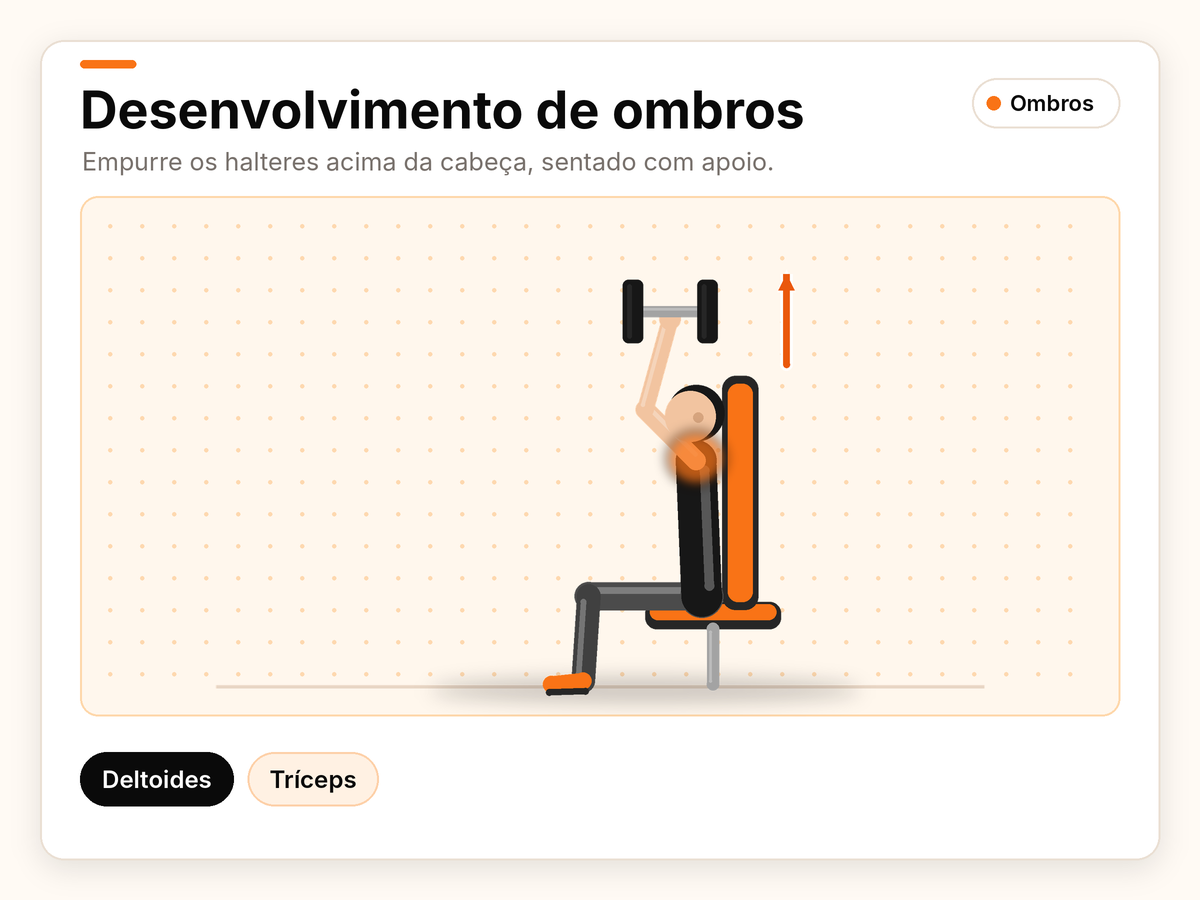 Desenvolvimento de ombros
Ombros
Empurre os halteres acima da cabeça, sentado com apoio.
Deltoides
Tríceps